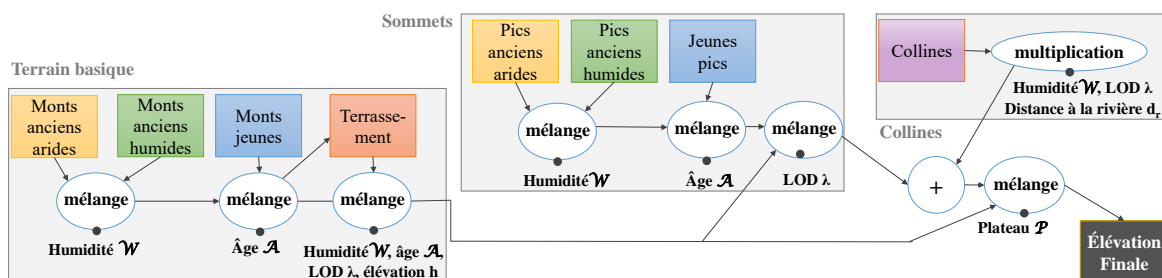 Terrain basique
Monts
anciens
arides
Monts
anciens
humides
Monts
jeunes
Terrasse-
ment
mélange
mélange
mélange
Humidité 𝓦
Âge 𝓐
Humidité 𝓦, âge 𝓐,
LOD λ, élévation h
Sommets
Pics
anciens
arides
Pics
anciens
humides
Jeunes
pics
mélange
mélange
mélange
Humidité 𝓦
Âge 𝓐
LOD λ
Collines
multiplication
Humidité 𝓦, LOD λ
Distance à la rivière dᵣ
Collines
+
mélange
Plateau 𝓟
Élévation
Finale